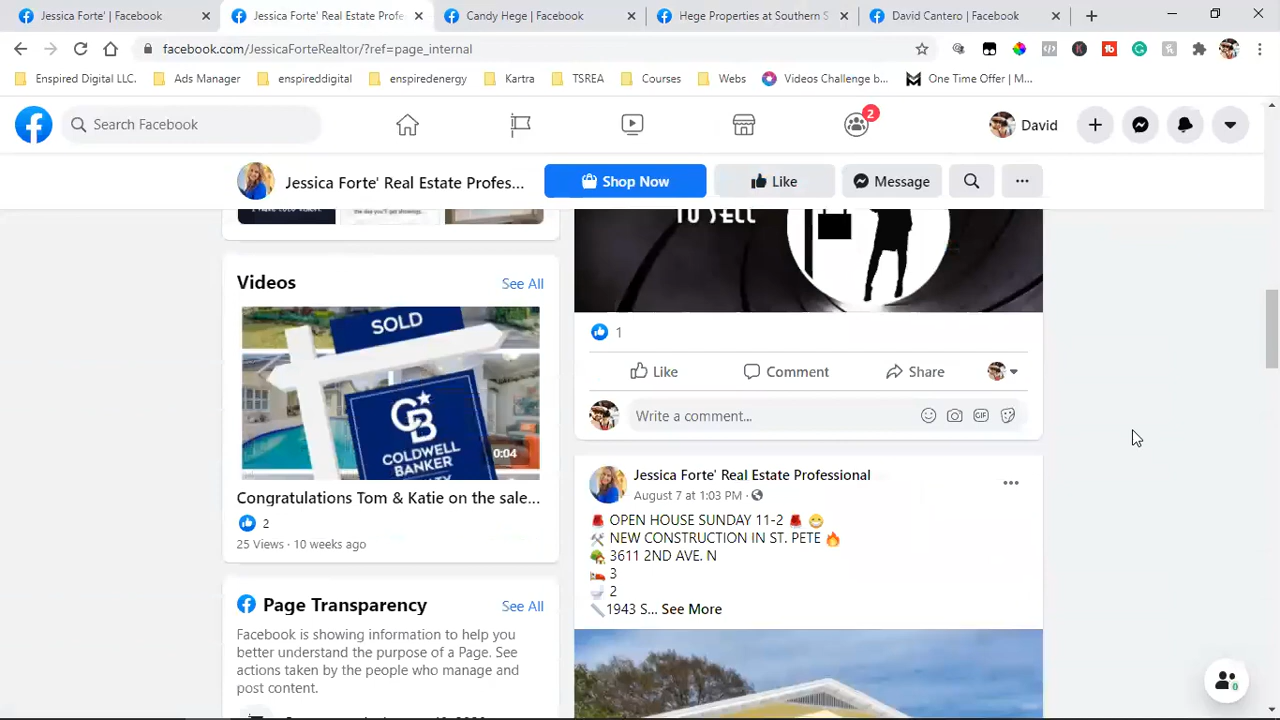 Jessica Forte' | Facebook
Jessica Forte' Real Estate Profe
Candy Hege | Facebook
Hege Properties at Southern S
David Cantero | Facebook
facebook.com/JessicaForteRealtor/?ref=page_internal
Enspired Digital LLC.
Ads Manager
enspireddigital
enspiredenergy
Kartra
TSREA
Courses
Webs
Videos Challenge b...
One Time Offer | M...
Search Facebook
2
David
Jessica Forte' Real Estate Profes...
Shop Now
Like
Message
TO SELL
Videos
See All
SOLD
CB
COLDWELL
BANKER
0:04
Congratulations Tom & Katie on the sale...
2
25 Views · 10 weeks ago
Page Transparency
See All
Facebook is showing information to help you
better understand the purpose of a Page. See
actions taken by the people who manage and
post content.
1
Like
Comment
Share
Write a comment...
GIF
Jessica Forte' Real Estate Professional
August 7 at 1:03 PM ·
OPEN HOUSE SUNDAY 11-2
NEW CONSTRUCTION IN ST. PETE
3611 2ND AVE. N
3
2
1943 S... See More
0